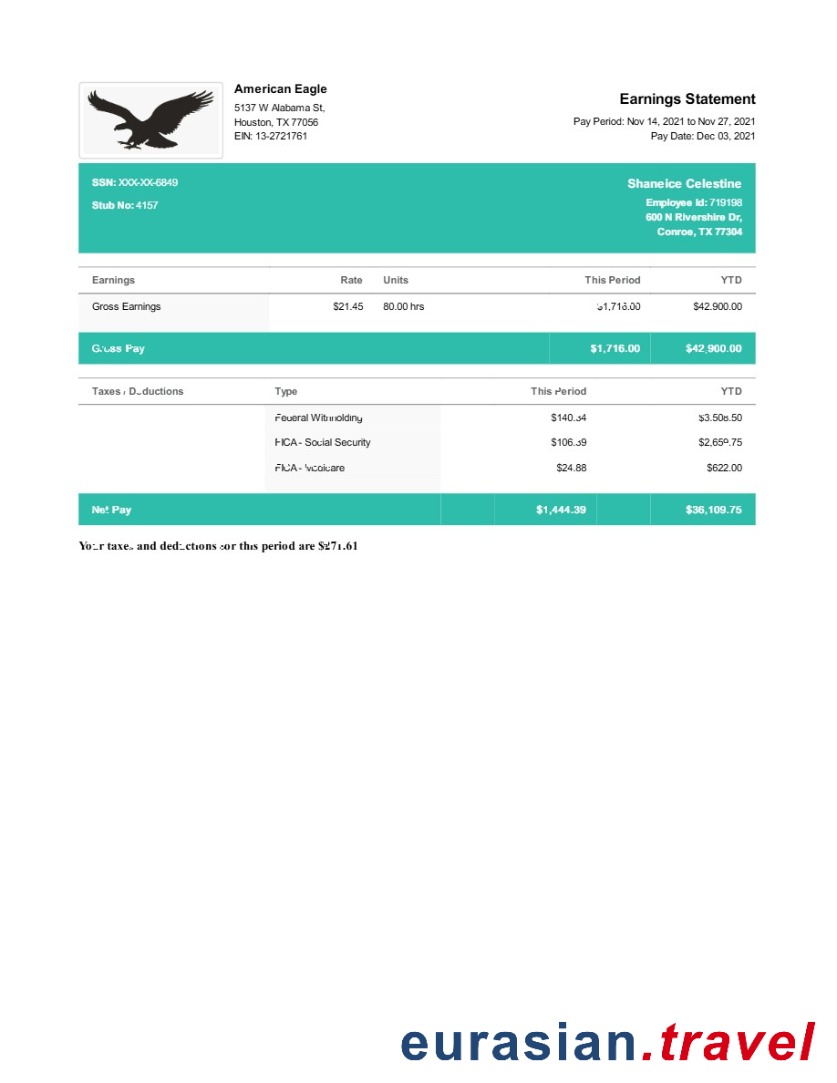 American Eagle
5137 W Alabama St,
Houston, TX 77056
EIN: 13-2721761
Earnings Statement
Pay Period: Nov 14, 2021 to Nov 27, 2021
Pay Date: Dec 03, 2021
SSN: XXX-XX-6849
Stub No: 4157
Shaneice Celestine
Employee Id: 719198
600 N Rivershire Dr,
Conroe, TX 77304
Earnings Rate Units This Period YTD
Gross Earnings $21.45 80.00 hrs $1,716.00 $42.900.00
Gross Pay $1,716.00 $42,900.00
Taxes / Deductions Type This Period YTD
Federal Withholding $140.34 $3.508.50
FICA - Social Security $106.39 $2,659.75
FICA - Medicare $24.88 $622.00
Net Pay $1,444.39 $36,109.75
Your taxes and deductions for this period are $271.61
eurasian.travel